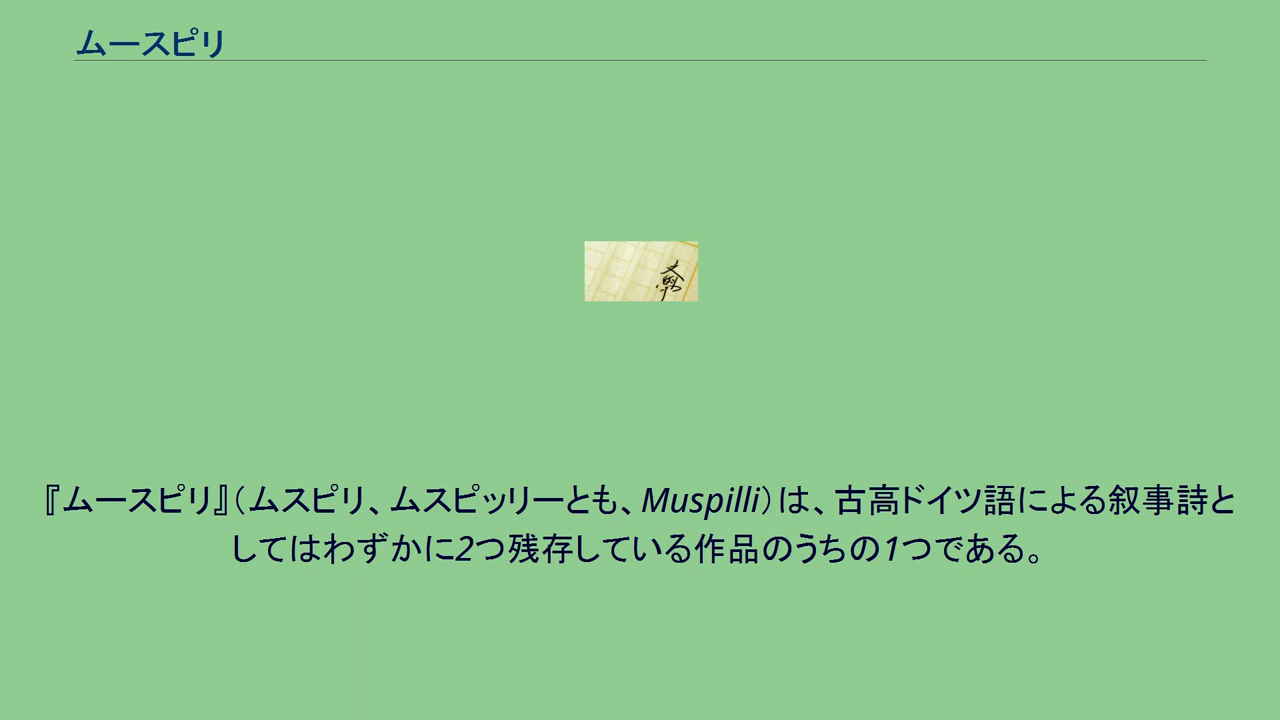 ムースピリ
『ムースピリ』（ムスピリ、ムスピッリーとも、Muspilli）は、古高ドイツ語による叙事詩と
してはわずかに2つ残存している作品のうちの1つである。